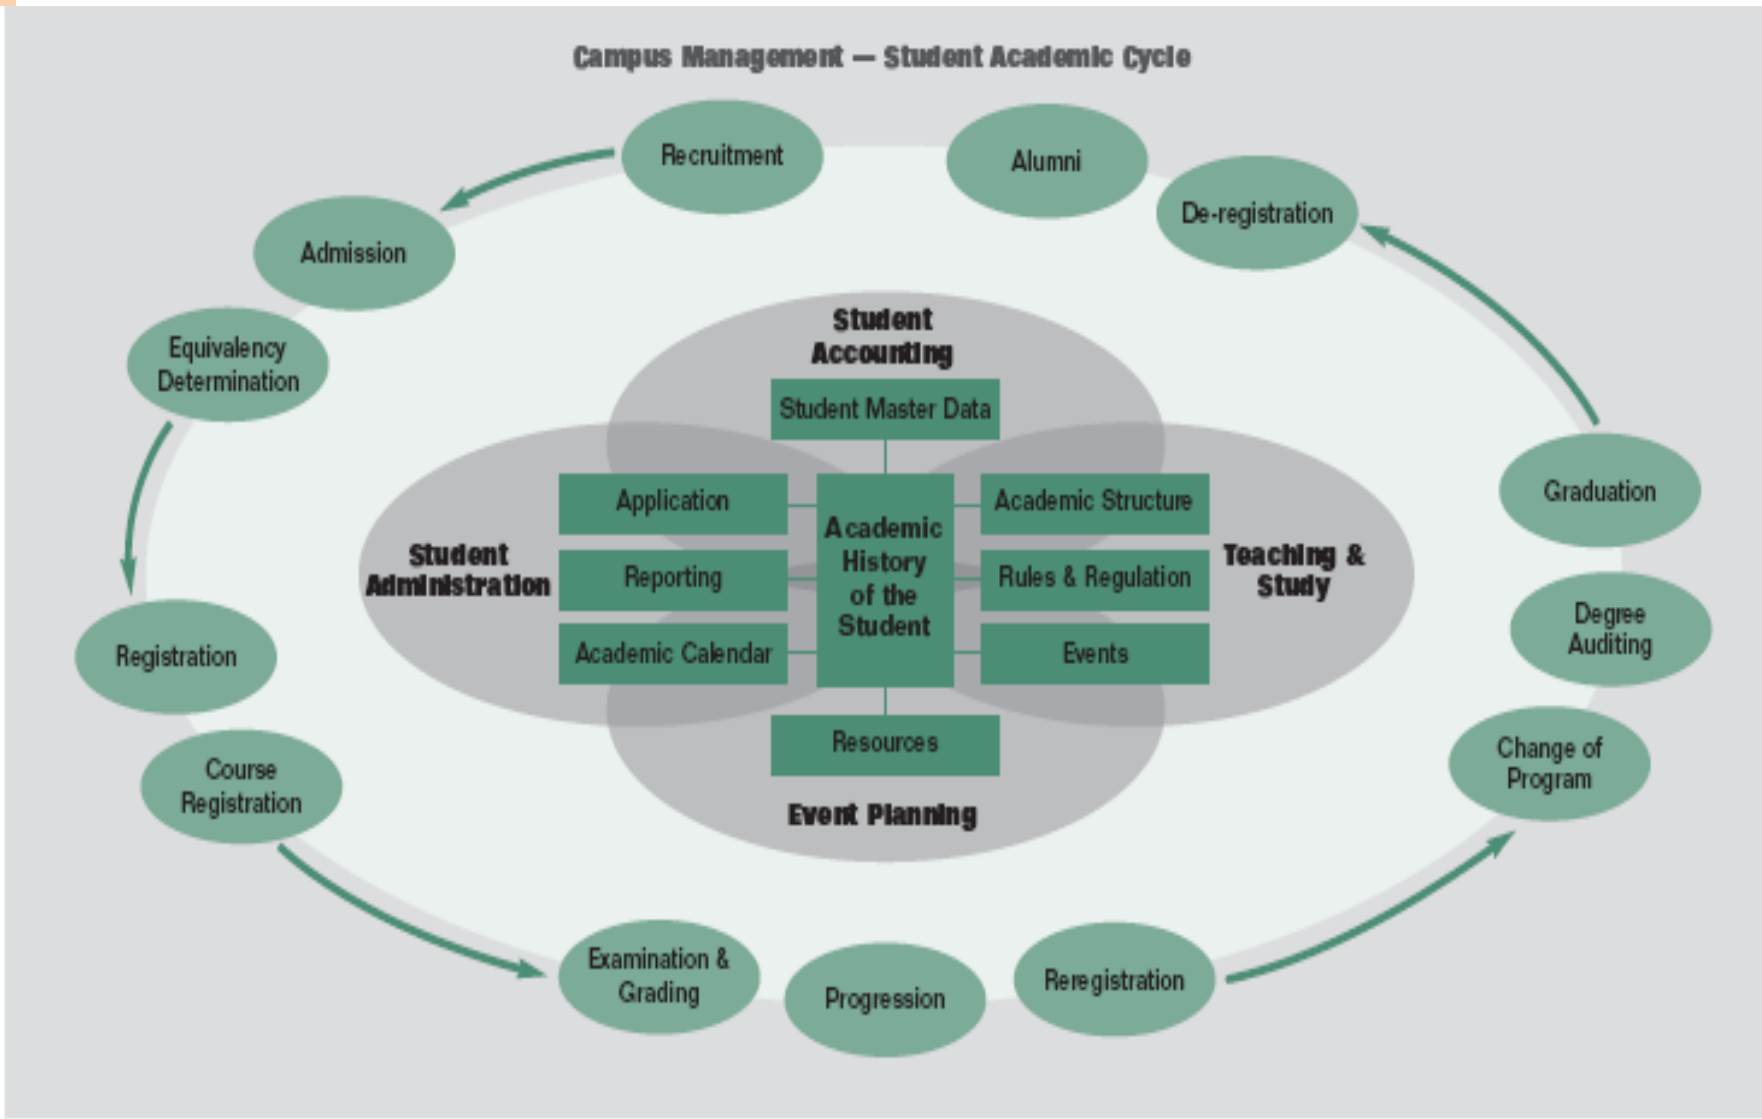 Campus Management — Student Academic Cycle
Recruitment
Alumni
De-registration
Admission
Equivalency
Determination
Student
Accounting
Student Master Data
Application
Academic Structure
Graduation
Academic
History
of the
Student
Student
Administration
Reporting
Rules & Regulation
Teaching &
Study
Degree
Auditing
Registration
Academic Calendar
Events
Resources
Change of
Program
Course
Registration
Event Planning
Examination &
Grading
Progression
Reregistration